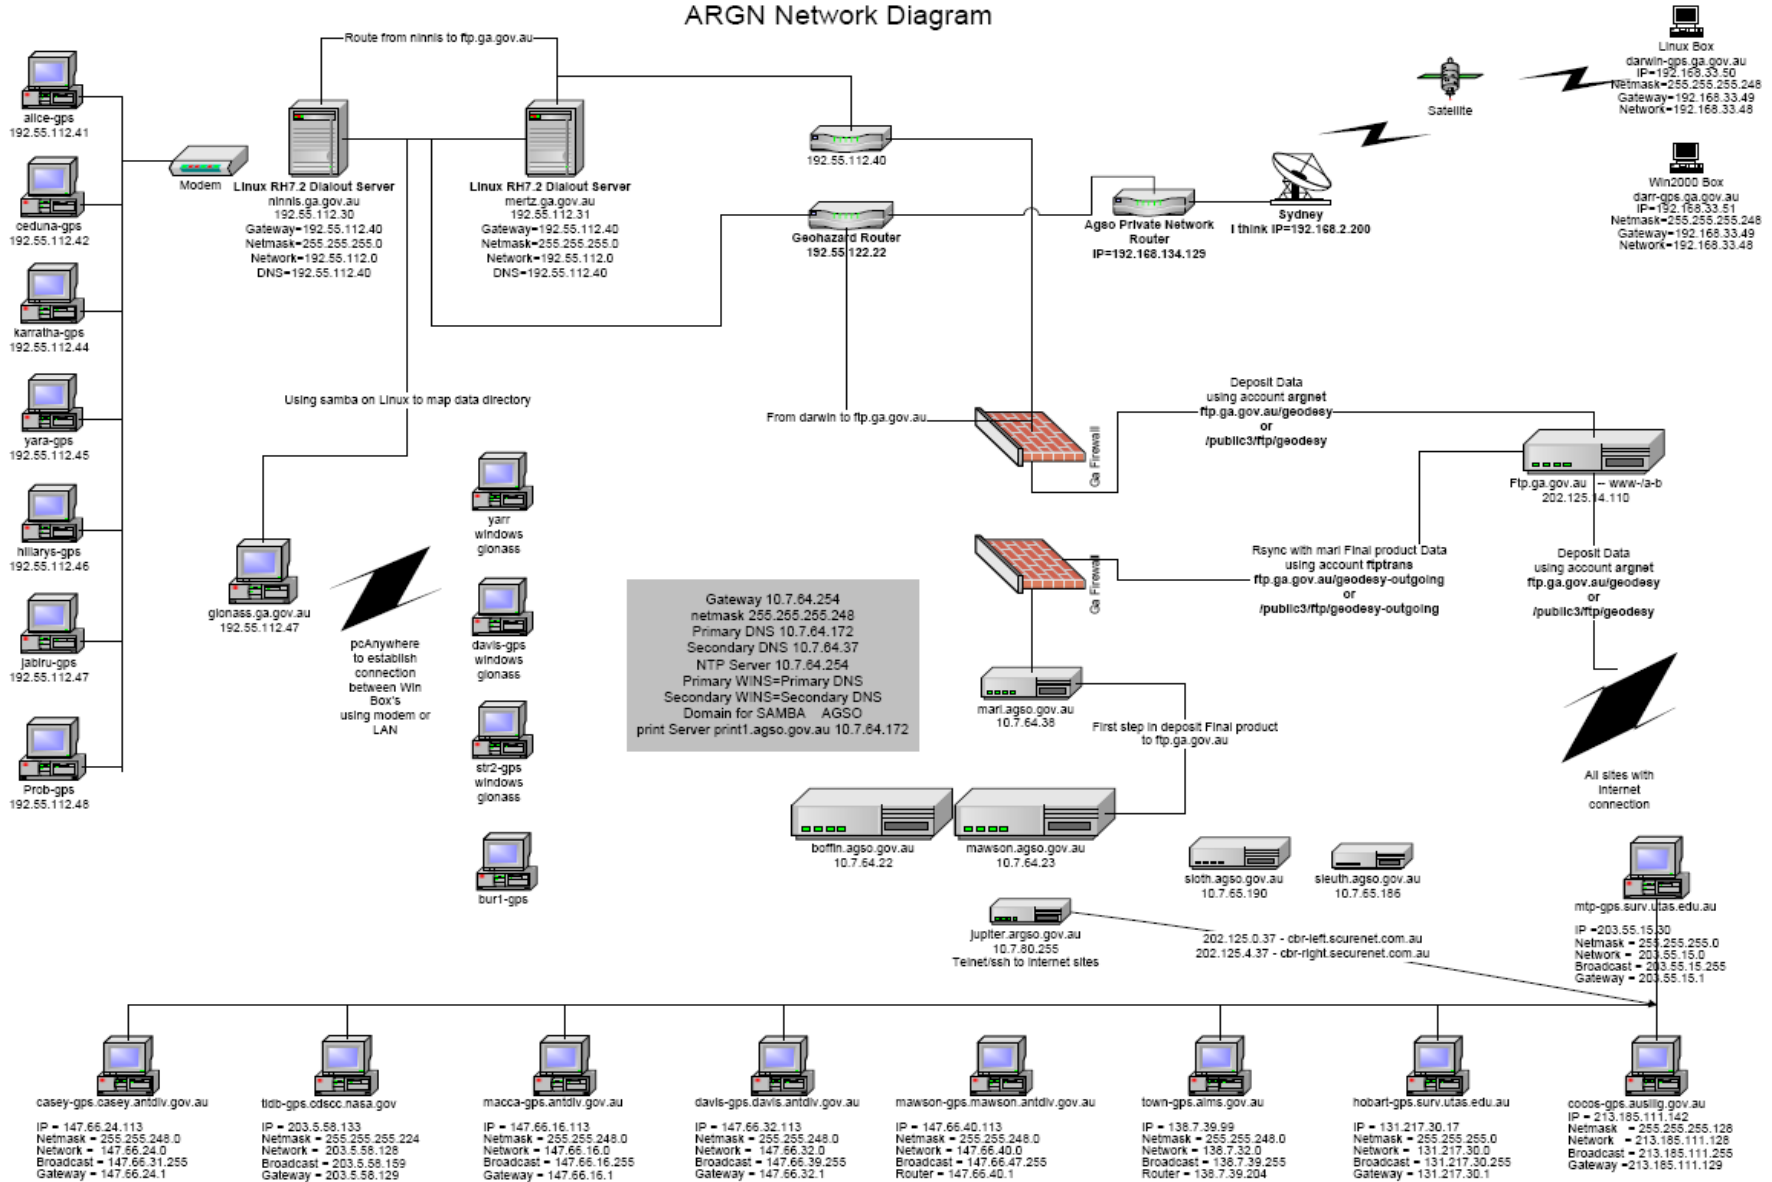 ARGN Network Diagram
Route from ninnis to ftp.ga.gov.au
alice-gps
192.55.112.41
ceduna-gps
192.55.112.42
karratha-gps
192.55.112.44
yara-gps
192.55.112.45
hillarys-gps
192.55.112.46
jabiru-gps
192.55.112.47
Prob-gps
192.55.112.48
Modem
Linux RH7.2 Dialout Server
ninnis.ga.gov.au
192.55.112.30
Gateway=192.55.112.40
Netmask=255.255.255.0
Network=192.55.112.0
DNS=192.55.112.40
Linux RH7.2 Dialout Server
mertz.ga.gov.au
192.55.112.31
Gateway=192.55.112.40
Netmask=255.255.255.0
Network=192.55.112.0
DNS=192.55.112.40
192.55.112.40
Geohazard Router
192.55.122.22
Agso Private Network
Router
IP=192.168.134.129
Sydney
I think IP=192.168.2.200
Satellite
Linux Box
darwin-gps.ga.gov.au
IP=192.168.33.50
Netmask=255.255.255.248
Gateway=192.168.33.49
Network=192.168.33.48
Win2000 Box
darr-gps.ga.gov.au
IP=192.168.33.51
Netmask=255.255.255.248
Gateway=192.168.33.49
Network=192.168.33.48
Using samba on Linux to map data directory
From darwin to ftp.ga.gov.au
Ga Firewall
Deposit Data
using account argnet
ftp.ga.gov.au/geodesy
or
/public3/ftp/geodesy
Ftp.ga.gov.au -- www-/a-b
202.125.14.110
glonass.ga.gov.au
192.55.112.47
pcAnywhere
to establish
connection
between Win
Box's
using modem or
LAN
yarr
windows
glonass
davis-gps
windows
glonass
str2-gps
windows
glonass
bur1-gps
Gateway 10.7.64.254
netmask 255.255.255.248
Primary DNS 10.7.64.172
Secondary DNS 10.7.64.37
NTP Server 10.7.64.254
Primary WINS=Primary DNS
Secondary WINS=Secondary DNS
Domain for SAMBA AGSO
print Server print1.agso.gov.au 10.7.64.172
Ga Firewall
Rsync with marl Final product Data
using account ftptrans
ftp.ga.gov.au/geodesy-outgoing
or
/public3/ftp/geodesy-outgoing
Deposit Data
using account argnet
ftp.ga.gov.au/geodesy
or
/public3/ftp/geodesy
marl.agso.gov.au
10.7.64.38
First step in deposit Final product
to ftp.ga.gov.au
All sites with
Internet
connection
boffin.agso.gov.au
10.7.64.22
mawson.agso.gov.au
10.7.64.23
sloth.agso.gov.au
10.7.65.190
sleuth.agso.gov.au
10.7.65.186
jupiter.argso.gov.au
10.7.80.255
Telnet/ssh to Internet sites
202.125.0.37 - cbr-left.scurenet.com.au
202.125.4.37 - cbr-right.securenet.com.au
mtp-gps.surv.utas.edu.au
IP =203.55.15.30
Netmask = 255.255.255.0
Network = 203.55.15.0
Broadcast = 203.55.15.255
Gateway = 203.55.15.1
casey-gps.casey.antdiv.gov.au
IP = 147.66.24.113
Netmask = 255.255.248.0
Network = 147.66.24.0
Broadcast = 147.66.31.255
Gateway = 147.66.24.1
tidb-gps.cdscc.nasa.gov
IP = 203.5.58.133
Netmask = 255.255.255.224
Network = 203.5.58.128
Broadcast = 203.5.58.159
Gateway = 203.5.58.129
macca-gps.antdiv.gov.au
IP = 147.66.16.113
Netmask = 255.255.248.0
Network = 147.66.16.0
Broadcast = 147.66.16.255
Gateway = 147.66.16.1
davis-gps.davis.antdiv.gov.au
IP = 147.66.32.113
Netmask = 255.255.248.0
Network = 147.66.32.0
Broadcast = 147.66.39.255
Gateway = 147.66.32.1
mawson-gps.mawson.antdiv.gov.au
IP = 147.66.40.113
Netmask = 255.255.248.0
Network = 147.66.40.0
Broadcast = 147.66.47.255
Router = 147.66.40.1
town-gps.aims.gov.au
IP = 138.7.39.99
Netmask = 255.255.248.0
Network = 138.7.32.0
Broadcast = 138.7.39.255
Router = 138.7.39.204
hobart-gps.surv.utas.edu.au
IP = 131.217.30.17
Netmask = 255.255.255.0
Network = 131.217.30.0
Broadcast = 131.217.30.255
Gateway = 131.217.30.1
cocos-gps.auslig.gov.au
IP = 213.185.111.142
Netmask = 255.255.255.128
Network = 213.185.111.128
Broadcast = 213.185.111.255
Gateway =213.185.111.129